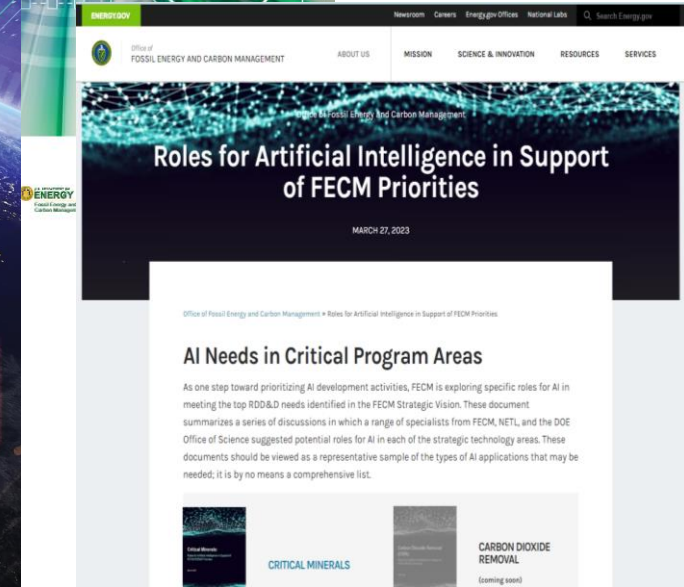 ENERGY.GOV
Newsroom Careers Energy.gov Offices National Labs Search Energy.gov
Office of
FOSSIL ENERGY AND CARBON MANAGEMENT
ABOUT US MISSION SCIENCE & INNOVATION RESOURCES SERVICES
Office of Fossil Energy and Carbon Management
Roles for Artificial Intelligence in Support
of FECM Priorities
MARCH 27, 2023
ENERGY
Fossil Energy and
Carbon Managem
Office of Fossil Energy and Carbon Management » Roles for Artificial Intelligence in Support of FECM Priorities
AI Needs in Critical Program Areas
As one step toward prioritizing AI development activities, FECM is exploring specific roles for AI in
meeting the top RDD&D needs identified in the FECM Strategic Vision. These document
summarizes a series of discussions in which a range of specialists from FECM, NETL, and the DOE
Office of Science suggested potential roles for AI in each of the strategic technology areas. These
documents should be viewed as a representative sample of the types of AI applications that may be
needed; it is by no means a comprehensive list.
Critical Minerals
CRITICAL MINERALS
CARBON DIOXIDE
REMOVAL
(coming soon)